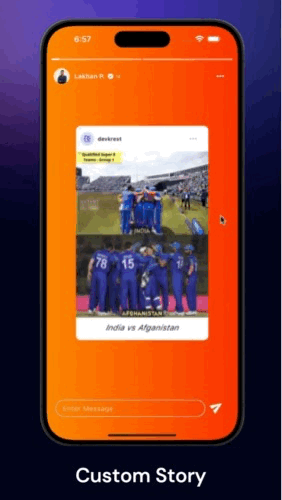 6:57
Lakhan P.
devkrest
Qualified Super 8
Teams - Group 1
INDIA
78
15
AFGHANISTAN
India vs Afganistan
Enter Message
Custom Story